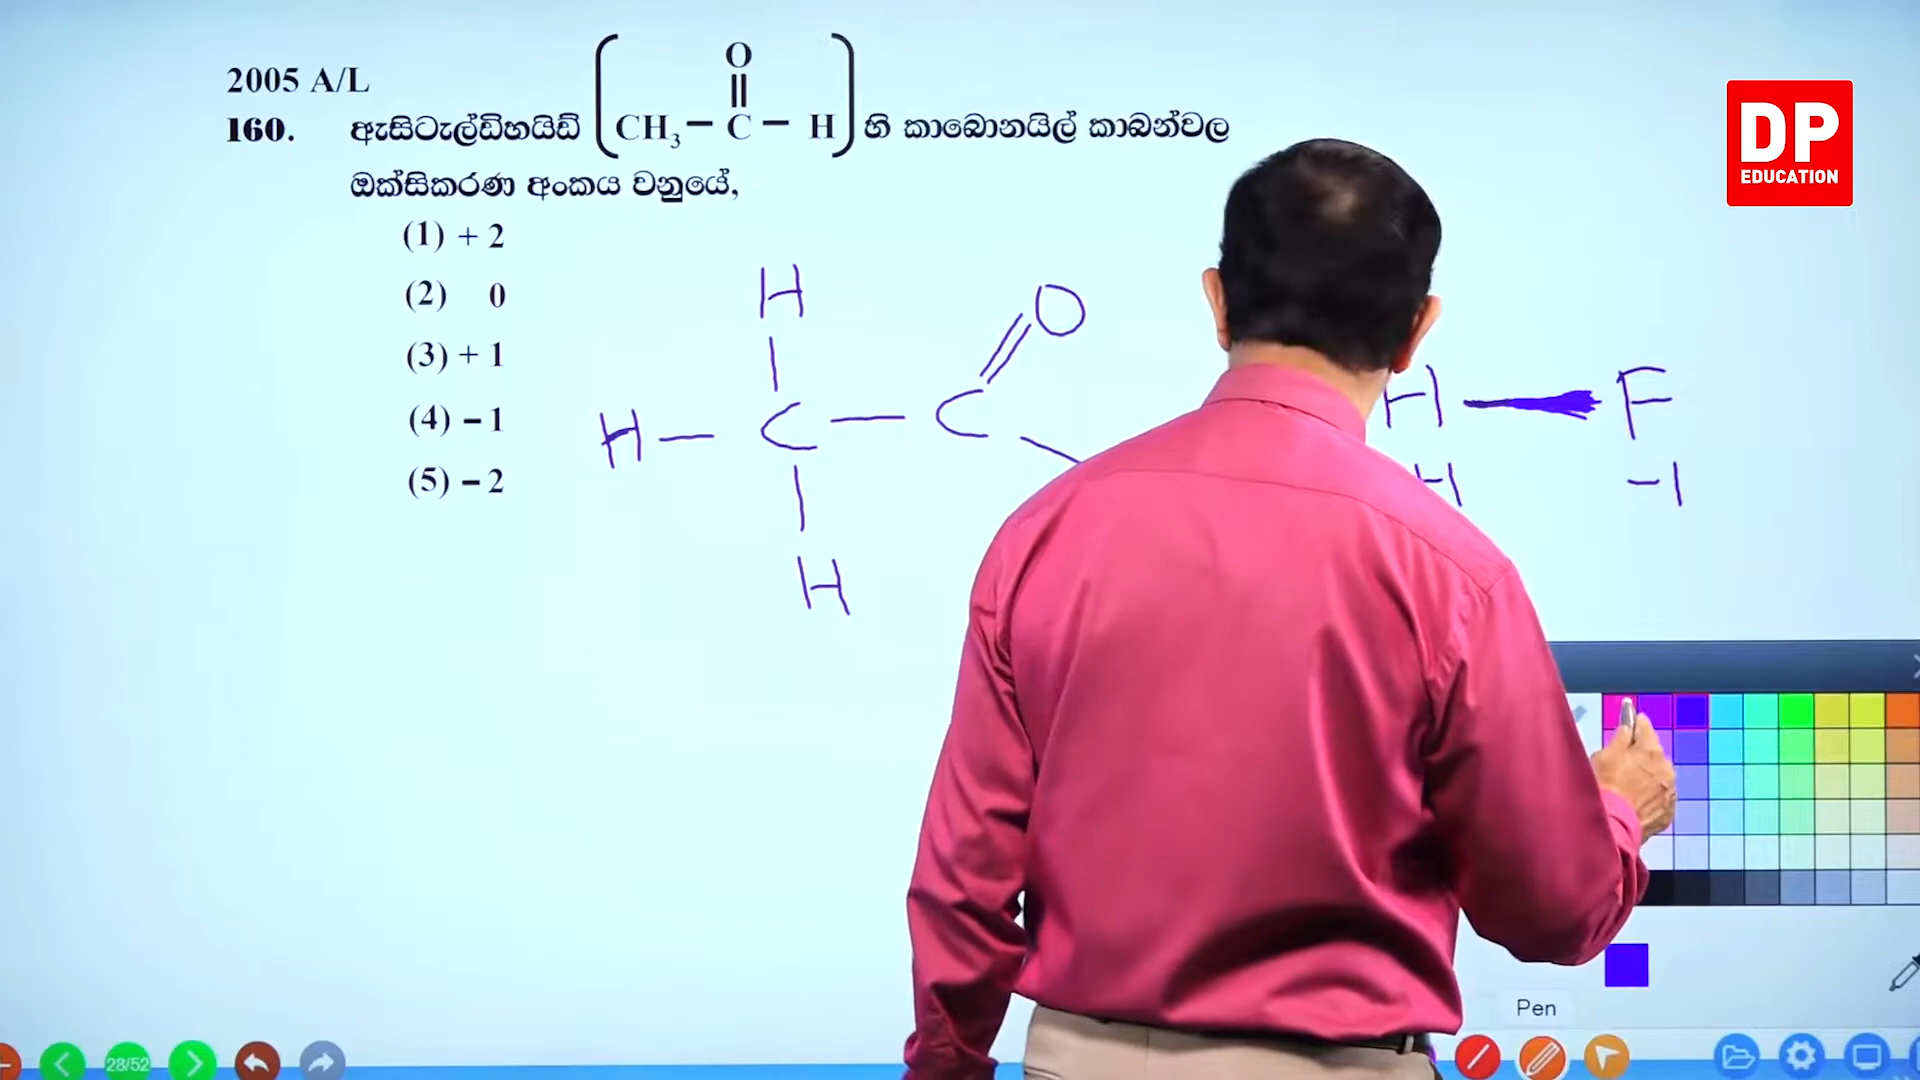 2005 A/L
160. ඇසිටැල්ඩිහයිඩ් (CH₃ − C − H) හි කාබොනයිල් කාබන්වල
O
ඔක්සිකරණ අංකය වනුයේ,
(1) + 2
(2) 0
(3) + 1
(4) − 1
(5) − 2
H
H − C − C = O
H
H F
−1
DP
EDUCATION
Pen
28/52